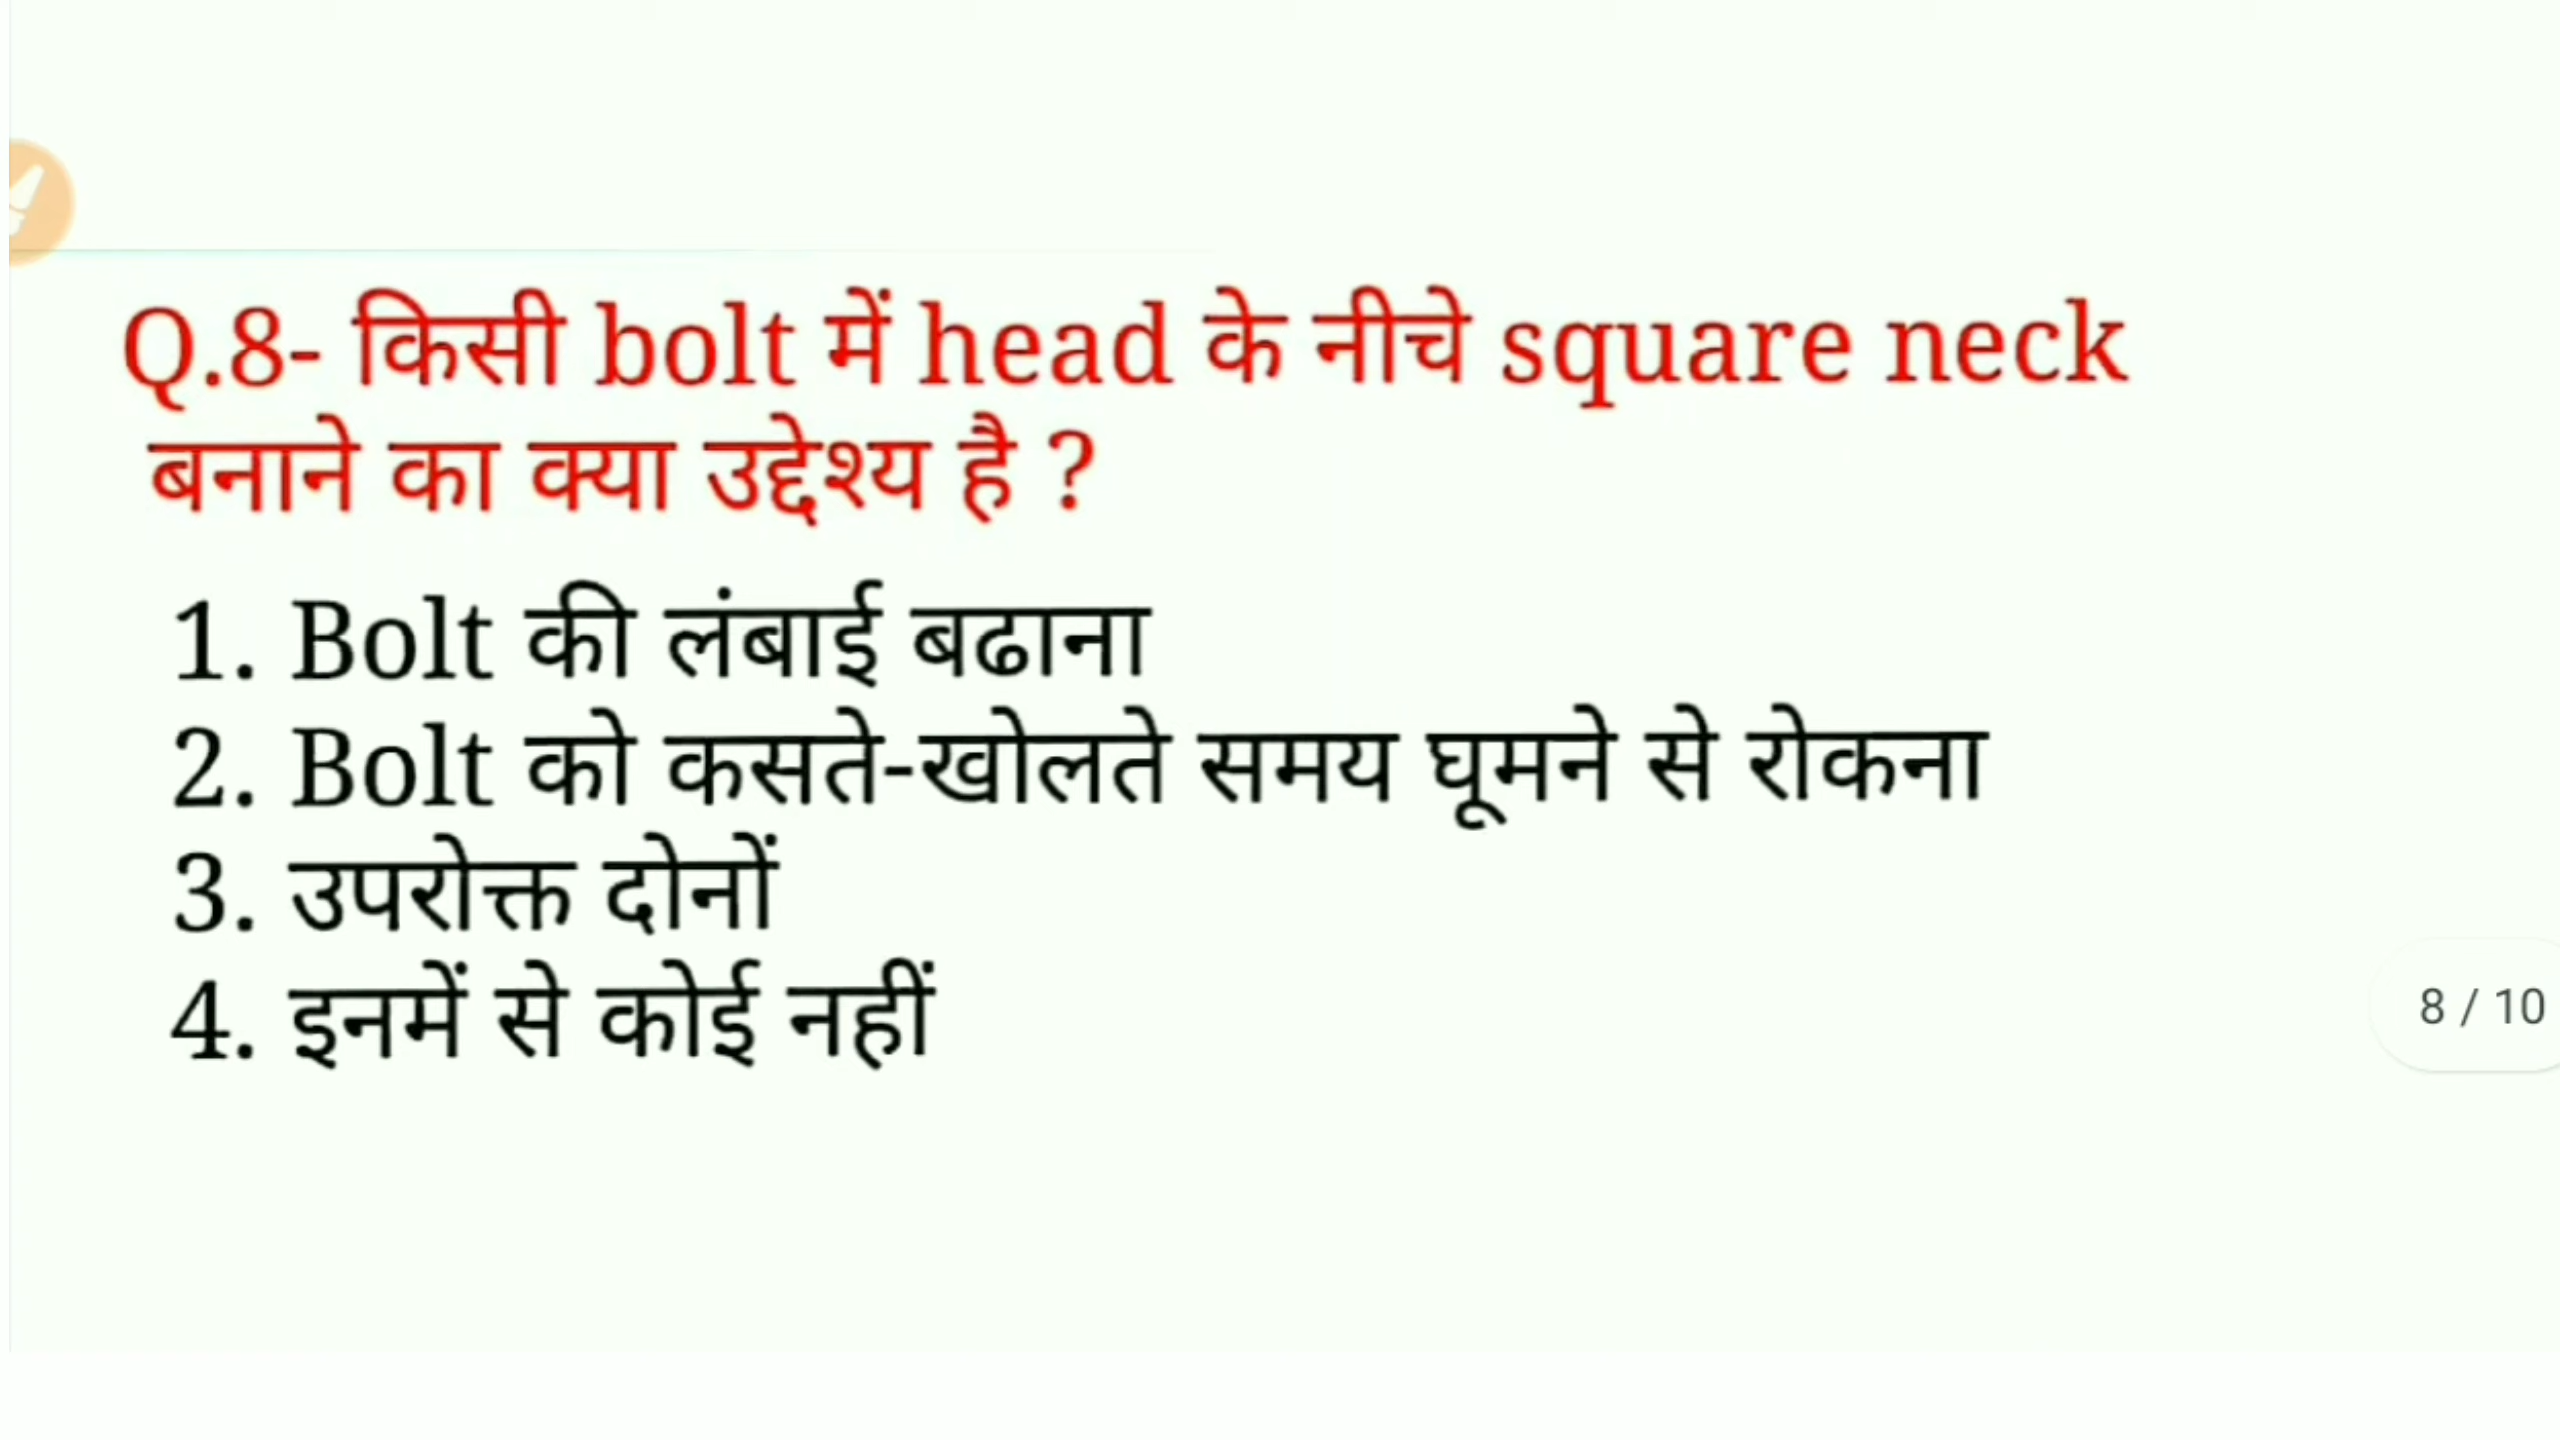 Q.8- किसी bolt में head के नीचे square neck
बनाने का क्या उद्देश्य है ?
1. Bolt की लंबाई बढाना
2. Bolt को कसते-खोलते समय घूमने से रोकना
3. उपरोक्त दोनों
4. इनमें से कोई नहीं
8 / 10